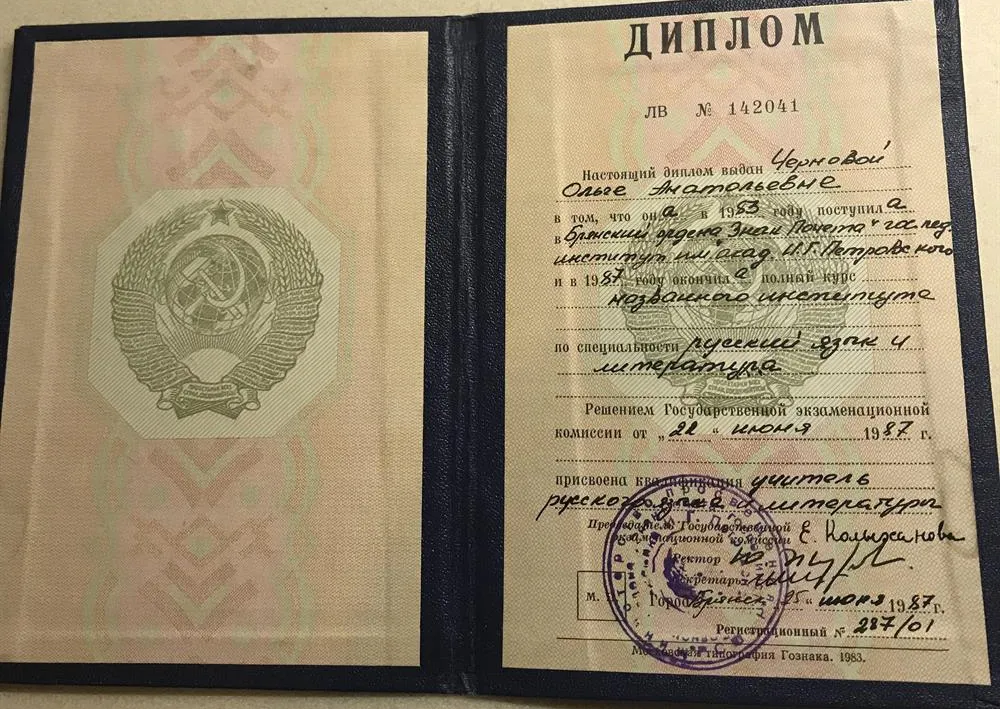 ДИПЛОМ
ЛВ № 142041
Настоящий диплом выдан Черновой
Ольге Анатольевне
в том, что она в 1983 году поступила
в Брянский ордена "Знак Почета" гос. пед.
институт им. акад. И.Г. Петровского
и в 1987 году окончила полный курс
названного института
по специальности русский язык и
литература
Решением Государственной экзаменационной
комиссии от „22“ июня 1987 г.
присвоена квалификация учитель
русского языка и литературы
Председатель Государственной
экзаменационной комиссии Е.
Ректор
Секретарь
М. Город Брянск, 25 “ июня 1987 г.
Регистрационный № 287/01
Московская типография Гознака. 1983.